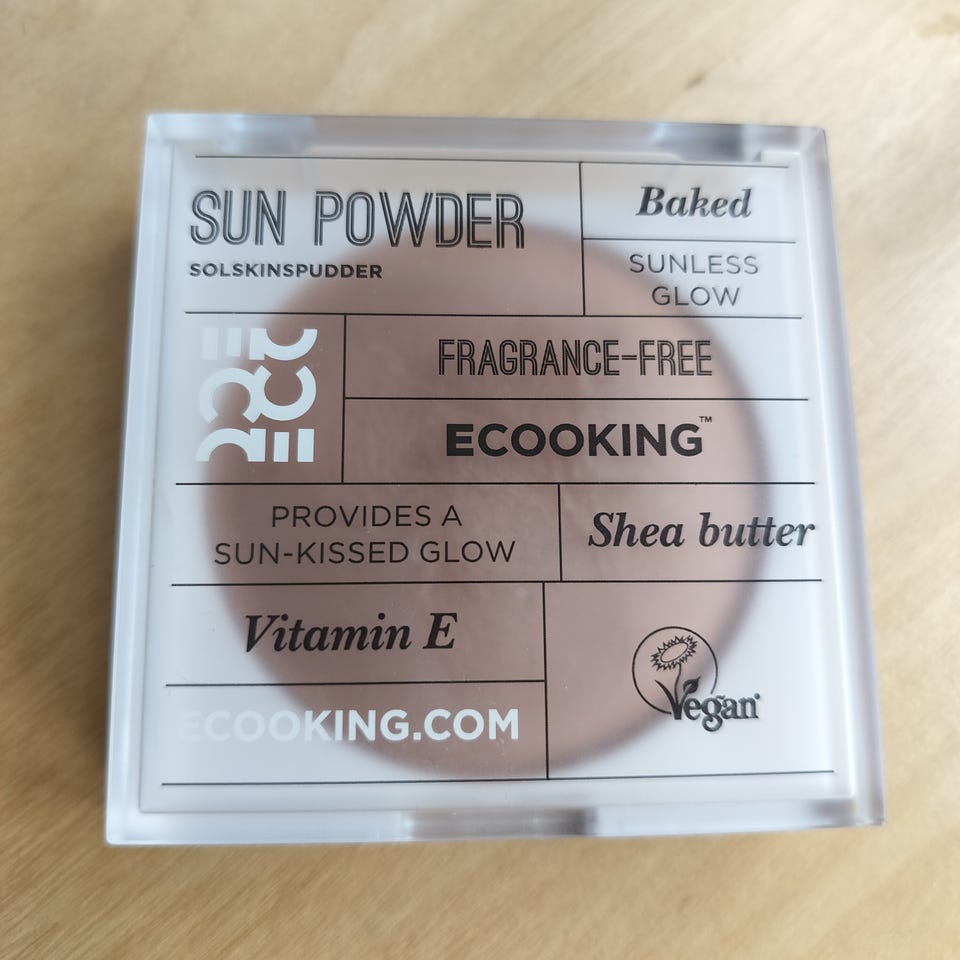 SUN POWDER
SOLSKINSPUDDER
Baked
SUNLESS
GLOW
FRAGRANCE-FREE
ECOOKING™
PROVIDES A
SUN-KISSED GLOW
Shea butter
Vitamin E
Vegan
ECOOKING.COM